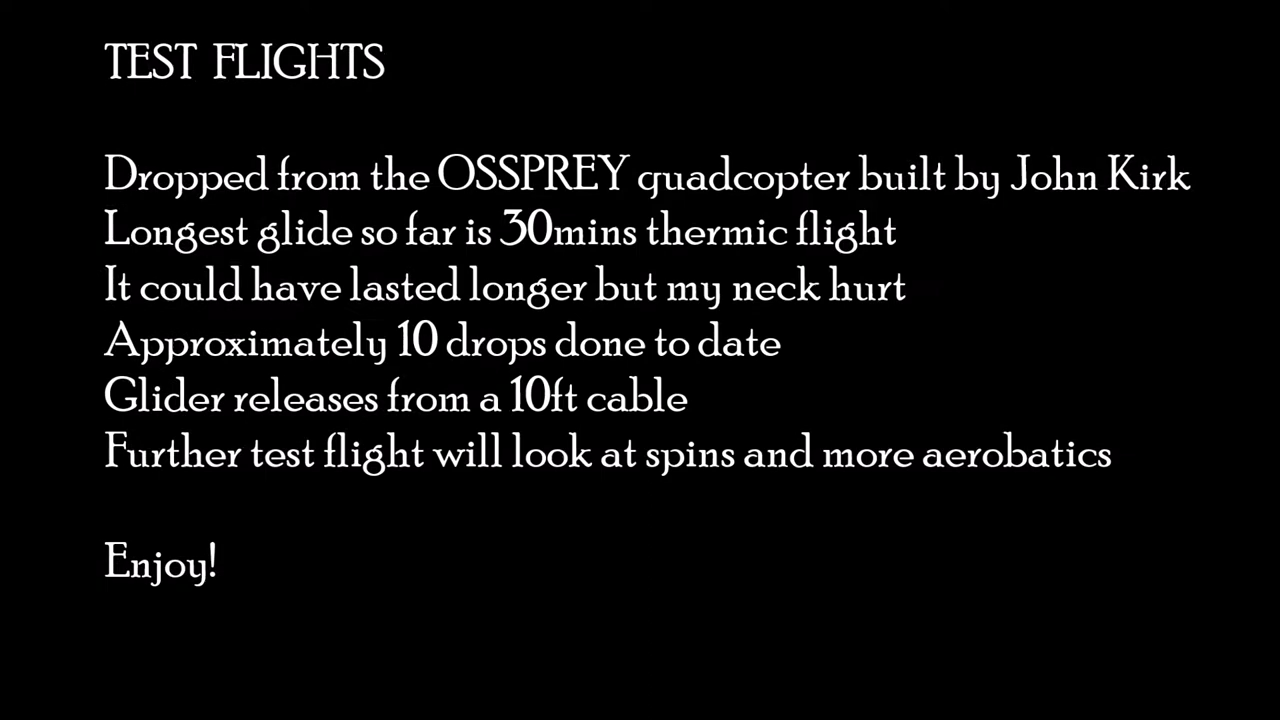 TEST FLIGHTS
Dropped from the OSSPREY quadcopter built by John Kirk
Longest glide so far is 30mins thermic flight
It could have lasted longer but my neck hurt
Approximately 10 drops done to date
Glider releases from a 10ft cable
Further test flight will look at spins and more aerobatics
Enjoy!